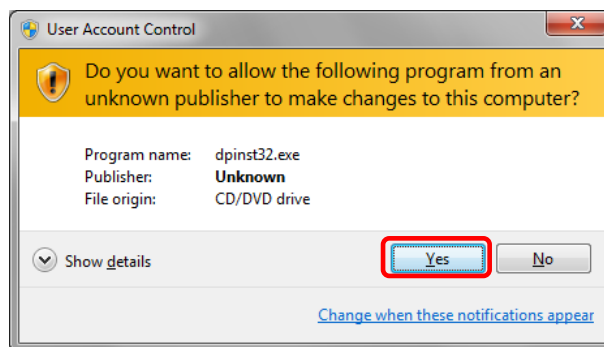 User Account Control
Do you want to allow the following program from an
unknown publisher to make changes to this computer?
Program name: dpinst32.exe
Publisher: Unknown
File origin: CD/DVD drive
Show details
Yes
No
Change when these notifications appear